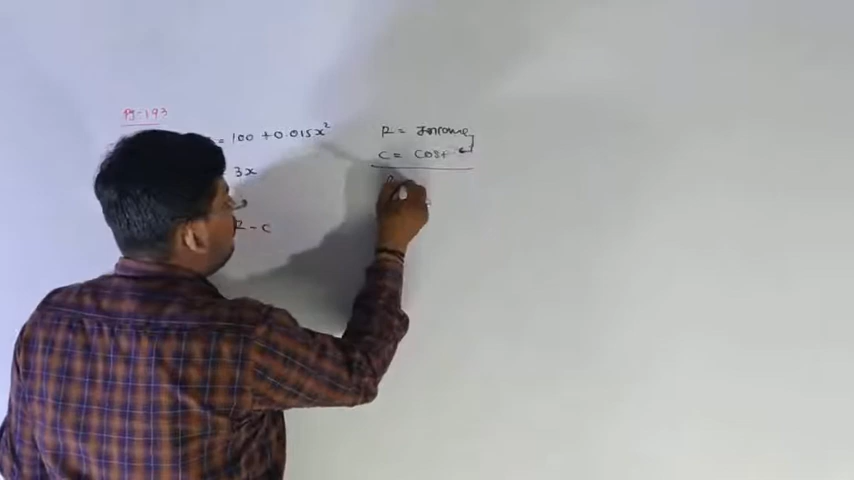 Pg-193
= 100 + 0.015x²
3x
R - C
R = Income
C = Cost